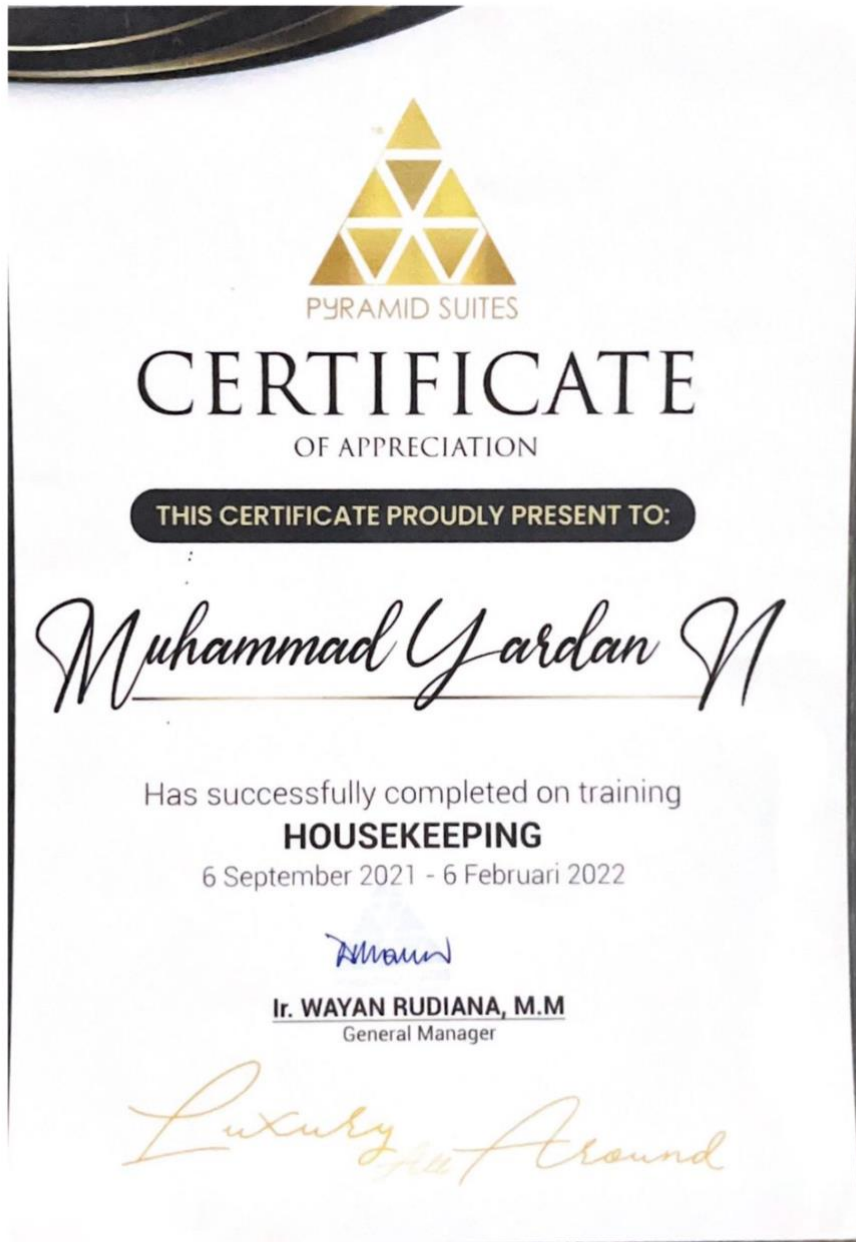 PYRAMID SUITES
CERTIFICATE
OF APPRECIATION
THIS CERTIFICATE PROUDLY PRESENT TO:
Muhammad Yardan N
Has successfully completed on training
HOUSEKEEPING
6 September 2021 - 6 Februari 2022
Ir. WAYAN RUDIANA, M.M
General Manager
Luxury All Around